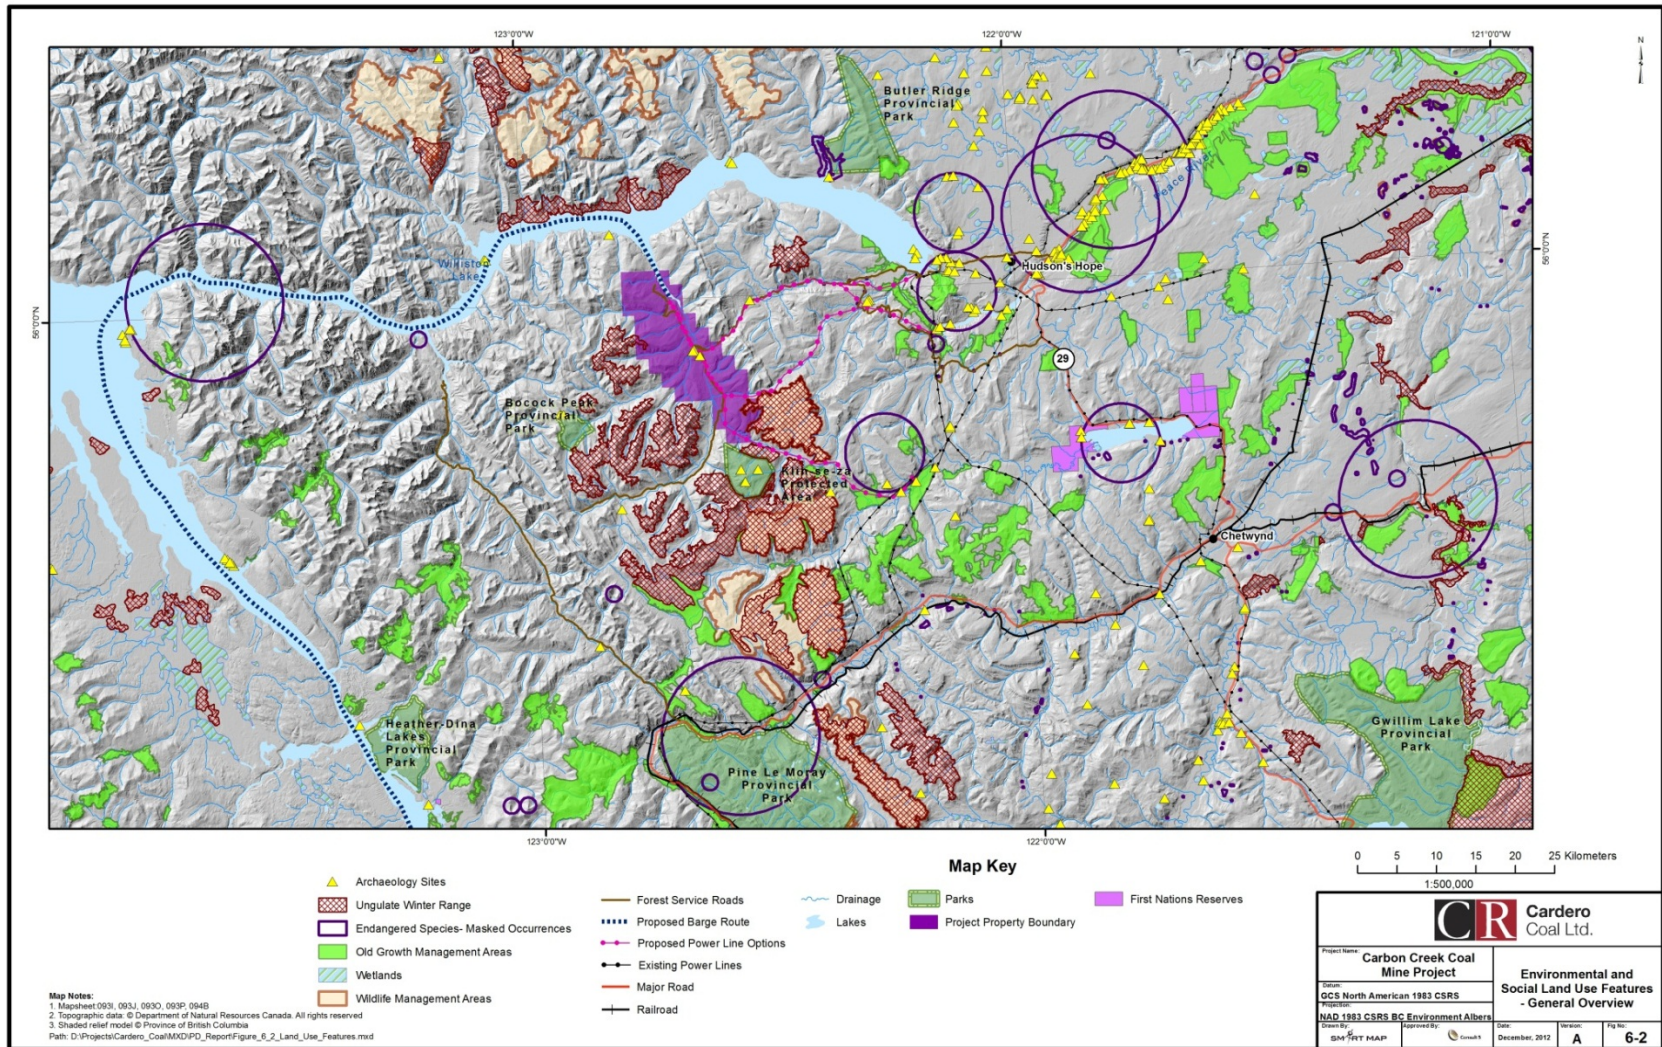 123°0'0"W
122°0'0"W
121°0'0"W
N
Butler Ridge
Provincial
Park
Peace River
56°0'0"N
Williston
Lake
Hudson's Hope
56°0'0"N
29
Bocock Peak
Provincial
Park
Klin-se-za
Protected
Area
Chetwynd
Heather-Dina
Lakes
Provincial
Park
Gwillim Lake
Provincial
Park
Pine Le Moray
Provincial
Park
123°0'0"W
122°0'0"W
Map Key
0 5 10 15 20 25 Kilometers
1:500,000
Archaeology Sites
Ungulate Winter Range
Endangered Species- Masked Occurrences
Old Growth Management Areas
Wetlands
Wildlife Management Areas
Forest Service Roads
Proposed Barge Route
Proposed Power Line Options
Existing Power Lines
Major Road
Railroad
Drainage
Lakes
Parks
Project Property Boundary
First Nations Reserves
Map Notes:
1. Mapsheet:093I, 093J, 093O, 093P, 094B
2. Topographic data: © Department of Natural Resources Canada. All rights reserved
3. Shaded relief model © Province of British Columbia
Path: D:\Projects\Cardero_Coal\MXD\PD_Report\Figure_6_2_Land_Use_Features.mxd
CR
Cardero
Coal Ltd.
Project Name:
Carbon Creek Coal
Mine Project
Datum:
GCS North American 1983 CSRS
Projection:
NAD 1983 CSRS BC Environment Albers
Environmental and
Social Land Use Features
- General Overview
Drawn By:
SMART MAP
Approved By:
Date:
December, 2012
Version:
A
Fig No:
6-2